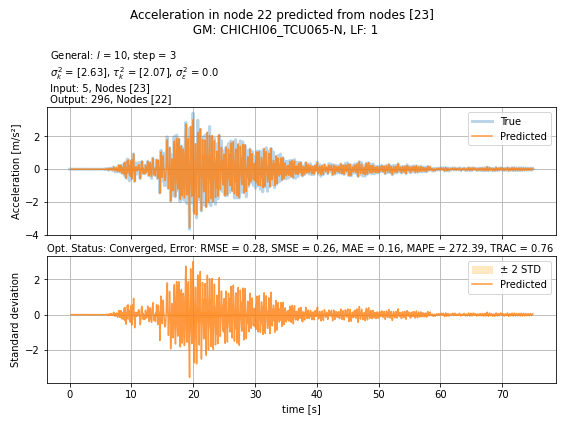 Acceleration in node 22 predicted from nodes [23]
GM: CHICHI06_TCU065-N, LF: 1
General: l = 10, step = 3
σ²ₖ = [2.63], τ²ₖ = [2.07], σ²ε = 0.0
Input: 5, Nodes [23]
Output: 296, Nodes [22]
Acceleration [m/s²]
2
0
−2
−4
True
Predicted
Opt. Status: Converged, Error: RMSE = 0.28, SMSE = 0.26, MAE = 0.16, MAPE = 272.39, TRAC = 0.76
Standard deviation
2
0
−2
± 2 STD
Predicted
0 10 20 30 40 50 60 70
time [s]